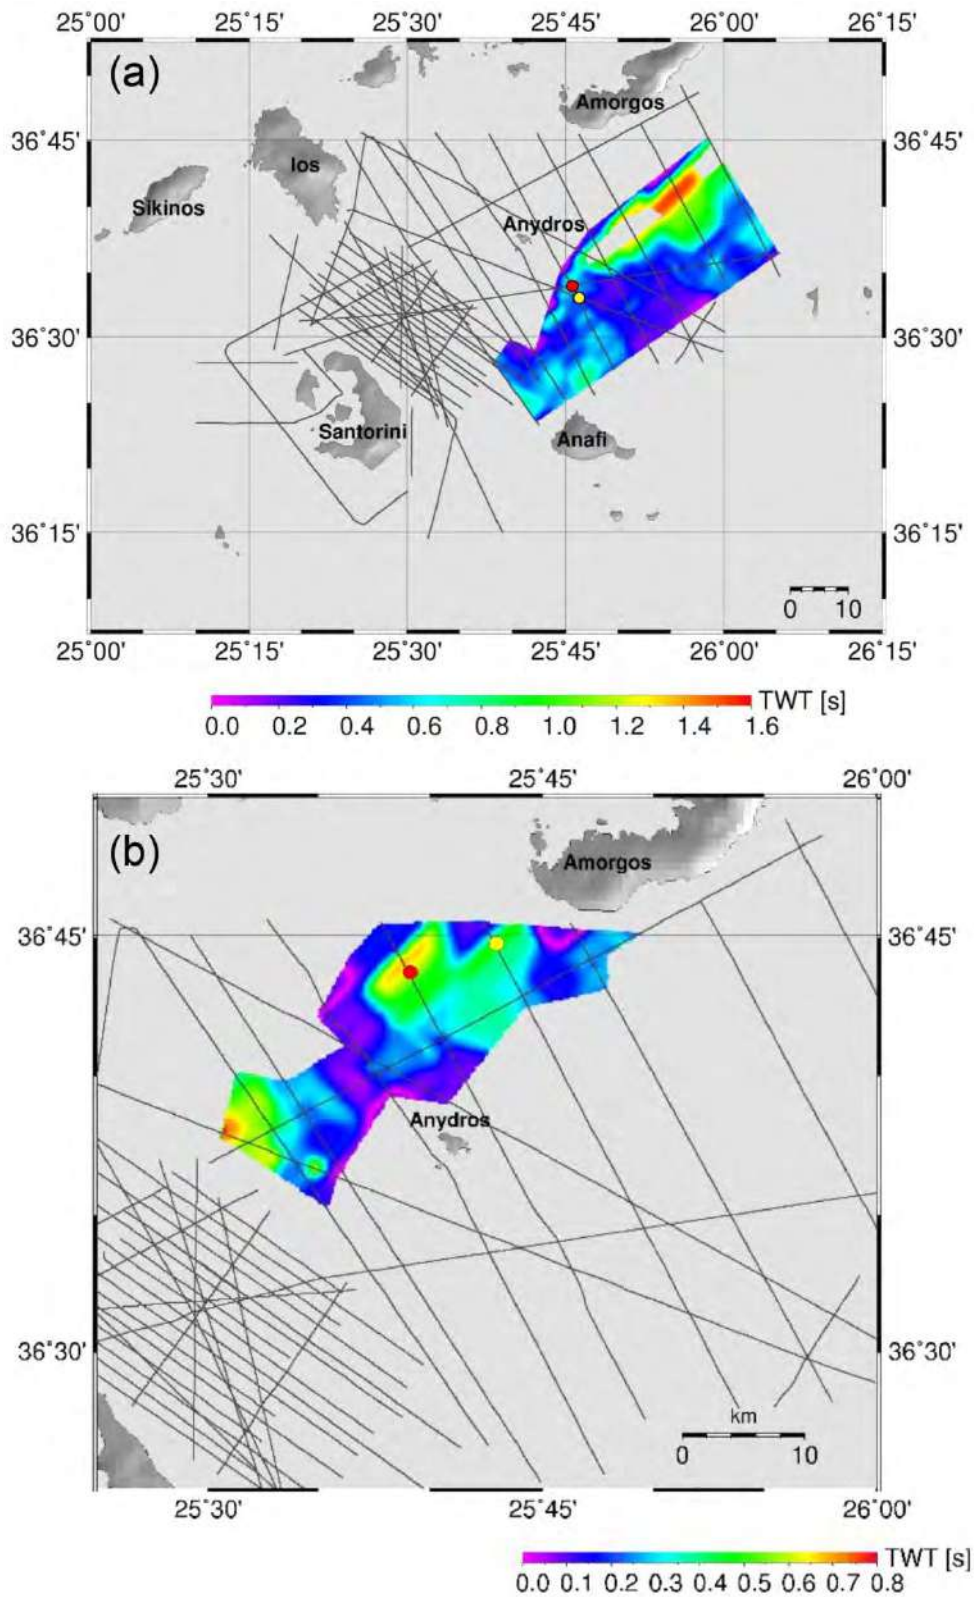 25°00' 25°15' 25°30' 25°45' 26°00' 26°15'
(a)
Amorgos
36°45' 36°45'
Ios
Sikinos
Anydros
36°30' 36°30'
Santorini
Anafi
36°15' 36°15'
0 10
25°00' 25°15' 25°30' 25°45' 26°00' 26°15'
TWT [s]
0.0 0.2 0.4 0.6 0.8 1.0 1.2 1.4 1.6
25°30' 25°45' 26°00'
(b)
Amorgos
36°45' 36°45'
Anydros
36°30' 36°30'
km
0 10
25°30' 25°45' 26°00'
TWT [s]
0.0 0.1 0.2 0.3 0.4 0.5 0.6 0.7 0.8